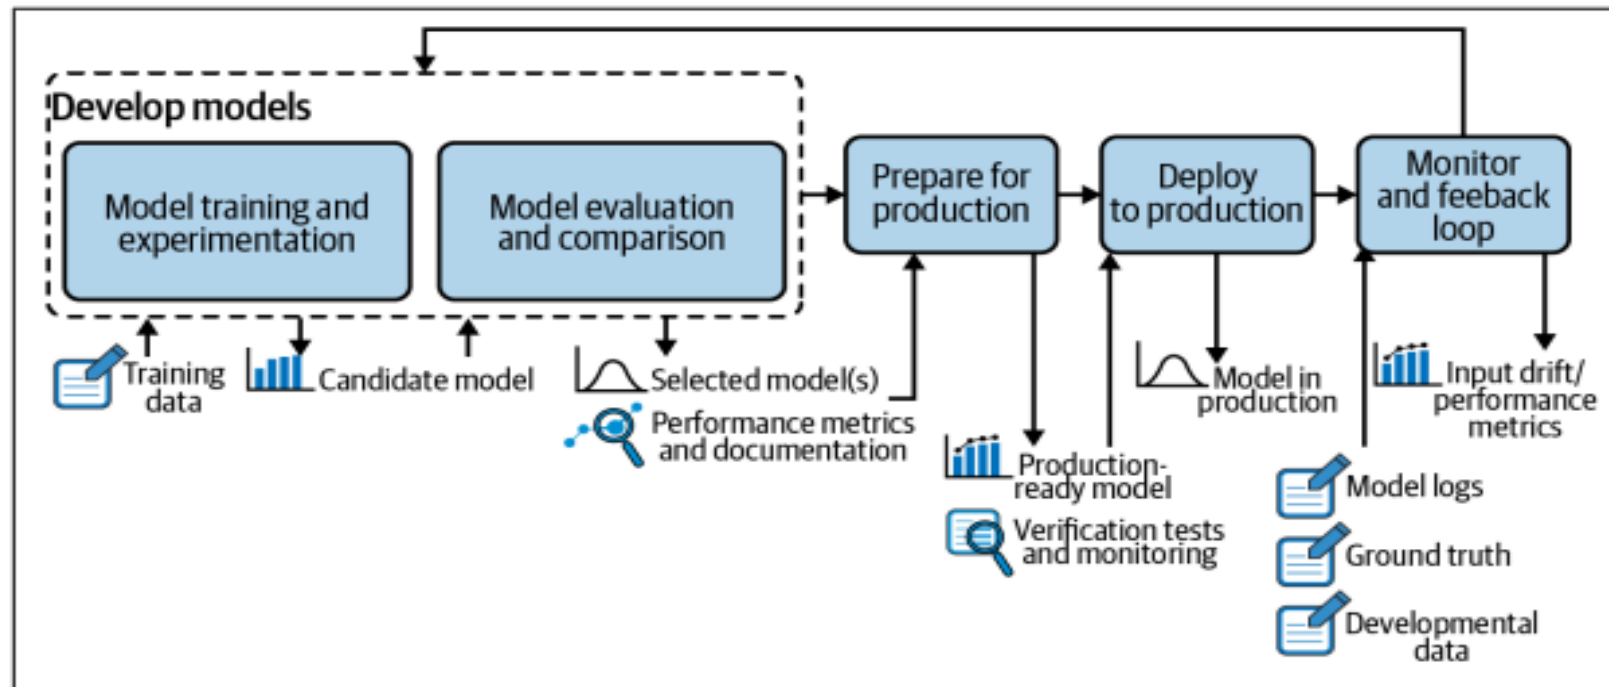 Develop models
Model training and
experimentation
Model evaluation
and comparison
Prepare for
production
Deploy
to production
Monitor
and feeback
loop
Training
data
Candidate model
Selected model(s)
Performance metrics
and documentation
Production-
ready model
Verification tests
and monitoring
Model in
production
Input drift/
performance
metrics
Model logs
Ground truth
Developmental
data